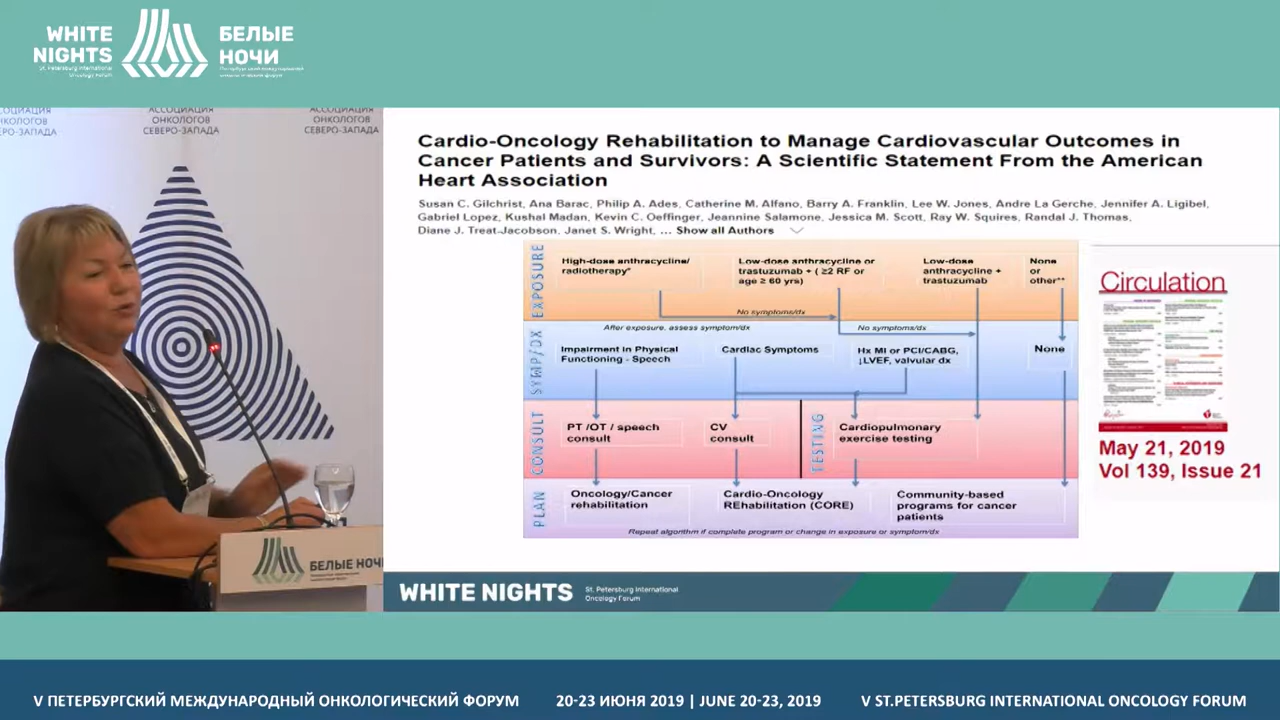 WHITE
NIGHTS
St. Petersburg International
Oncology Forum
БЕЛЫЕ
НОЧИ
Петербургский международный
онкологический форум
АССОЦИАЦИЯ
ОНКОЛОГОВ
СЕВЕРО-ЗАПАДА
АССОЦИАЦИЯ
ОНКОЛОГОВ
СЕВЕРО-ЗАПАДА
Cardio-Oncology Rehabilitation to Manage Cardiovascular Outcomes in
Cancer Patients and Survivors: A Scientific Statement From the American
Heart Association
Susan C. Gilchrist, Ana Barac, Philip A. Ades, Catherine M. Alfano, Barry A. Franklin, Lee W. Jones, Andre La Gerche, Jennifer A. Ligibel,
Gabriel Lopez, Kushal Madan, Kevin C. Oeffinger, Jeannine Salamone, Jessica M. Scott, Ray W. Squires, Randal J. Thomas,
Diane J. Treat-Jacobson, Janet S. Wright, ... Show all Authors
EXPOSURE
High-dose anthracycline/
radiotherapy*
Low-dose anthracycline or
trastuzumab + ( ≥2 RF or
age ≥ 60 yrs)
Low-dose
anthracycline +
trastuzumab
None
or
other**
No symptoms/dx
SYMP/DX
After exposure, assess symptom/dx
No symptoms/dx
Impairment in Physical
Functioning - Speech
Cardiac Symptoms
Hx MI or PCI/CABG,
↓LVEF, valvular dx
None
CONSULT
PT /OT / speech
consult
CV
consult
TESTING
Cardiopulmonary
exercise testing
PLAN
Oncology/Cancer
rehabilitation
Cardio-Oncology
REhabilitation (CORE)
Community-based
programs for cancer
patients
Repeat algorithm if complete program or change in exposure or symptom/dx
Circulation
May 21, 2019
Vol 139, Issue 21
БЕЛЫЕ НОЧ
WHITE NIGHTS
St. Petersburg International
Oncology Forum
V ПЕТЕРБУРГСКИЙ МЕЖДУНАРОДНЫЙ ОНКОЛОГИЧЕСКИЙ ФОРУМ
20-23 ИЮНЯ 2019 | JUNE 20-23, 2019
V ST.PETERSBURG INTERNATIONAL ONCOLOGY FORUM